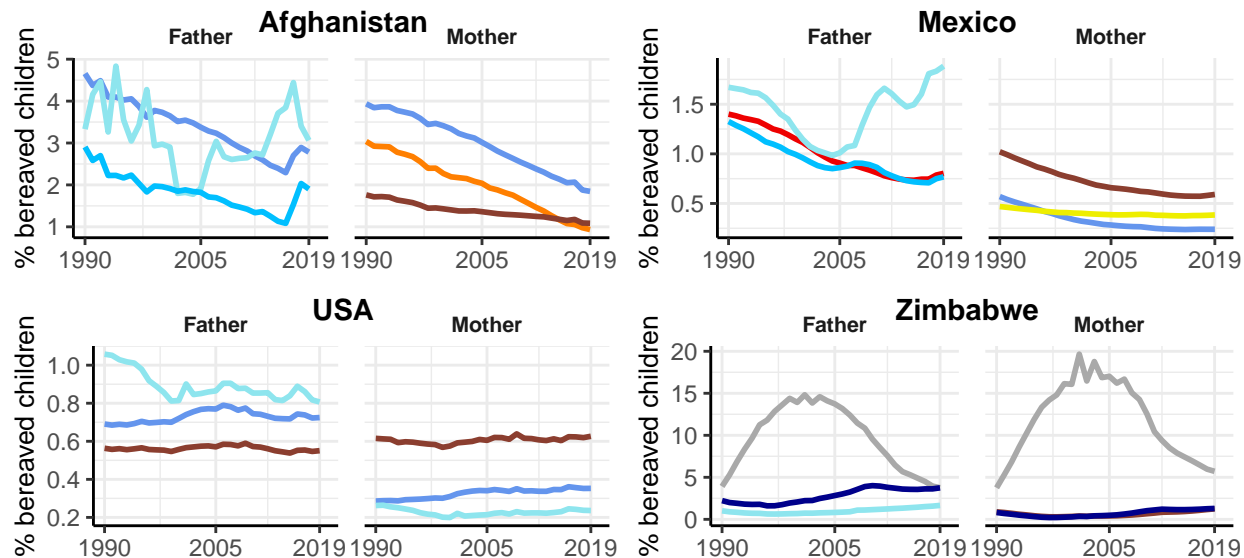 Afghanistan
Father Mother
% bereaved children
5
4
3
2
1
1990 2005 2019 1990 2005 2019
Mexico
Father Mother
% bereaved children
1.5
1.0
0.5
1990 2005 2019 1990 2005 2019
USA
Father Mother
% bereaved children
1.0
0.8
0.6
0.4
0.2
1990 2005 2019 1990 2005 2019
Zimbabwe
Father Mother
% bereaved children
20
15
10
5
0
1990 2005 2019 1990 2005 2019